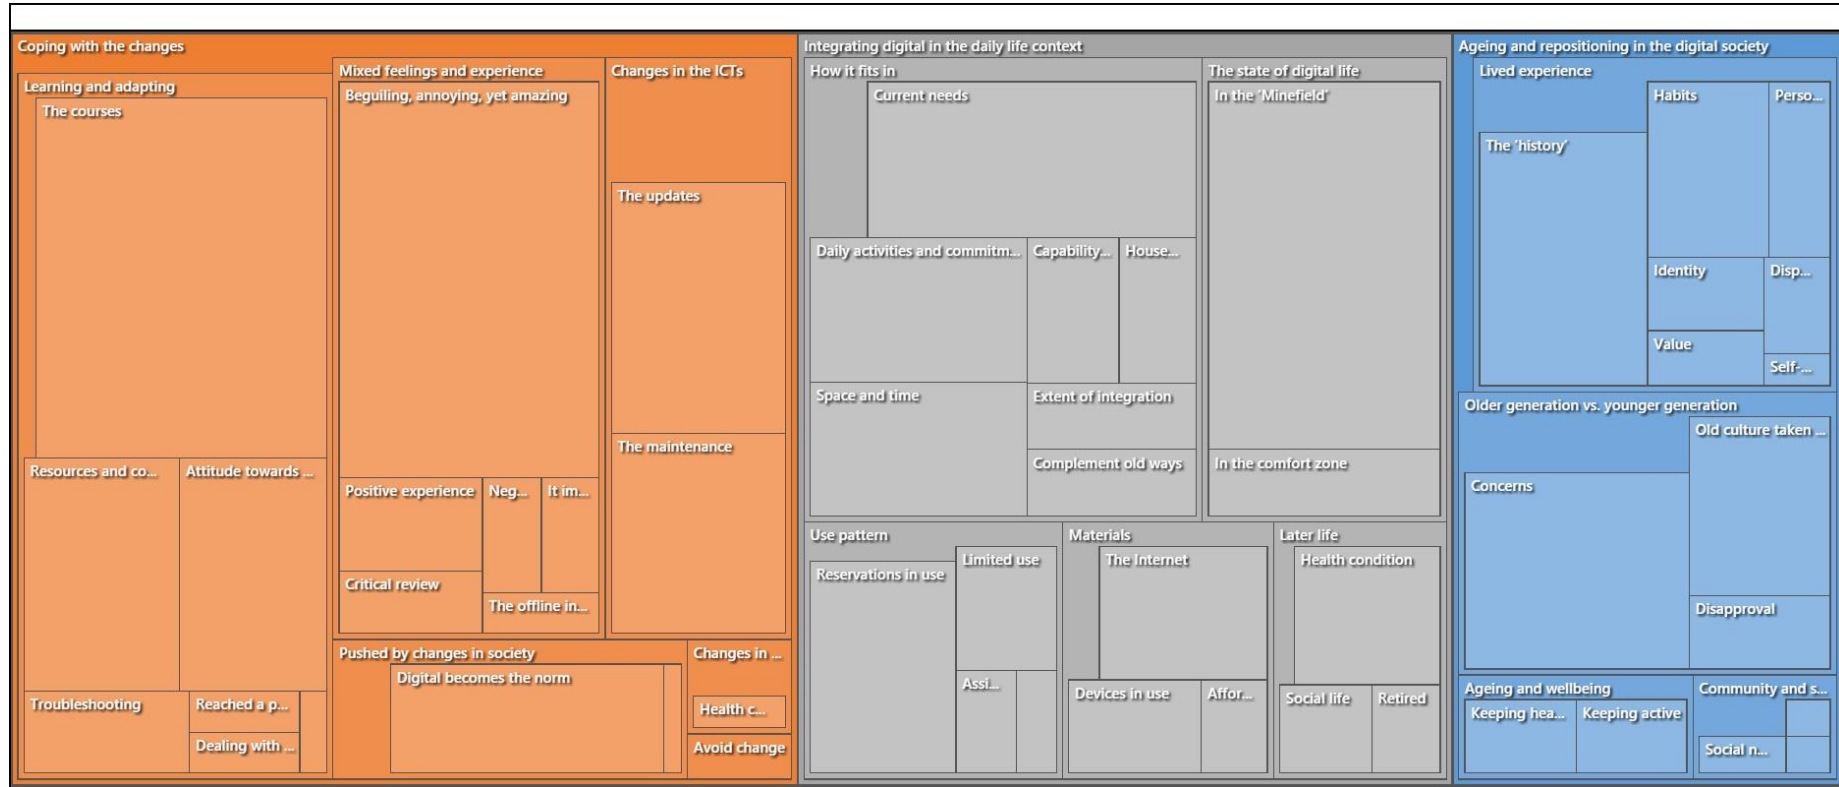 Coping with the changes
Learning and adapting
The courses
Resources and co...
Attitude towards ...
Troubleshooting
Reached a p...
Dealing with ...
Mixed feelings and experience
Beguiling, annoying, yet amazing
Positive experience
Neg...
It im...
Critical review
The offline in...
Changes in the ICTs
The updates
The maintenance
Pushed by changes in society
Digital becomes the norm
Changes in ...
Health c...
Avoid change
Integrating digital in the daily life context
How it fits in
Current needs
Daily activities and commitm...
Capability...
House...
Space and time
Extent of integration
Complement old ways
The state of digital life
In the 'Minefield'
In the comfort zone
Use pattern
Reservations in use
Limited use
Assi...
Materials
The Internet
Devices in use
Affor...
Later life
Health condition
Social life
Retired
Ageing and repositioning in the digital society
Lived experience
The 'history'
Habits
Perso...
Identity
Disp...
Value
Self-...
Older generation vs. younger generation
Concerns
Old culture taken ...
Disapproval
Ageing and wellbeing
Keeping hea...
Keeping active
Community and s...
Social n...